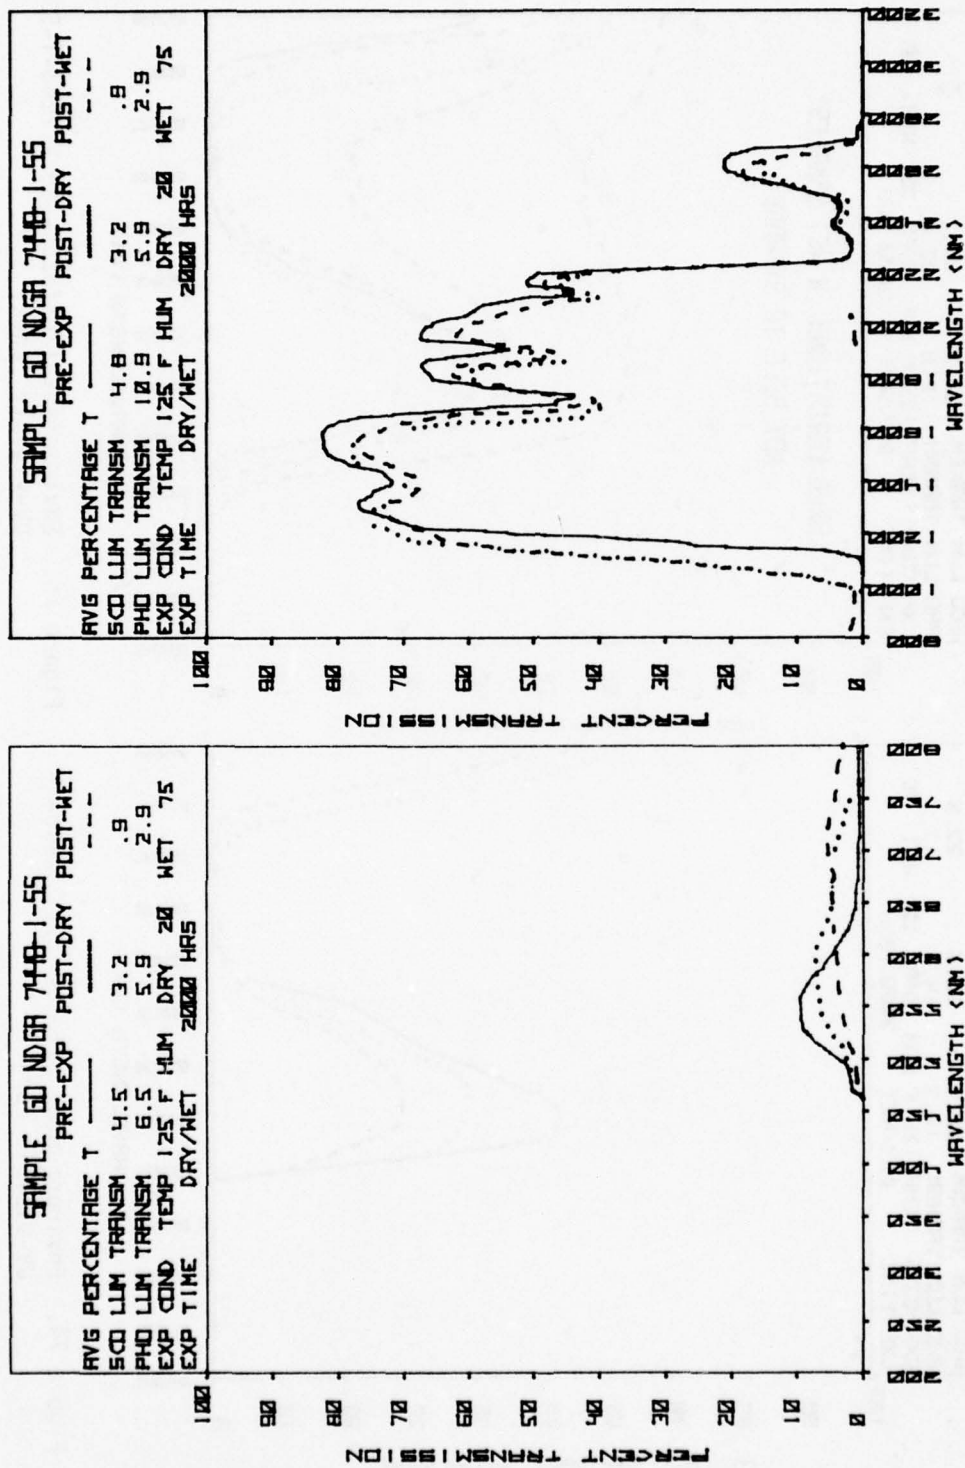 SAMPLE GD NDGA 7448-1-55
PRE-EXP POST-DRY POST-WET
AVG PERCENTAGE T
SCO LUM TRANSM 4.5 3.2 .9
PHO LUM TRANSM 6.5 5.9 2.9
EXP COND TEMP 125 F HUM DRY 20 WET 75
EXP TIME DRY/WET 2000 HRS
100
90
80
70
60
50
40
30
20
10
0
PERCENT TRANSMISSION
200 250 300 350 400 450 500 550 600 650 700 750 800
WAVELENGTH <NM>
SAMPLE GD NDGA 7448-1-55
PRE-EXP POST-DRY POST-WET
AVG PERCENTAGE T
SCO LUM TRANSM 4.8 3.2 .9
PHO LUM TRANSM 10.9 5.9 2.9
EXP COND TEMP 125 F HUM DRY 20 WET 75
EXP TIME DRY/WET 2000 HRS
100
90
80
70
60
50
40
30
20
10
0
PERCENT TRANSMISSION
800 1000 1200 1400 1600 1800 2000 2200 2400 2600 2800 3000 3200
WAVELENGTH <NM>